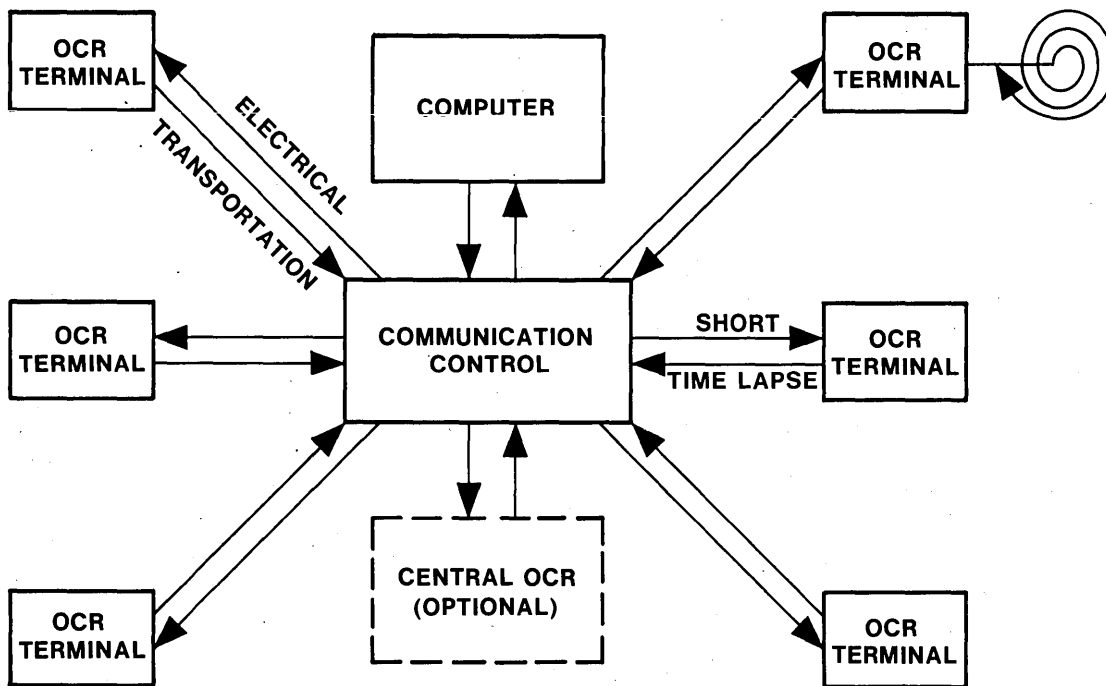 OCR
TERMINAL
COMPUTER
OCR
TERMINAL
ELECTRICAL
TRANSPORTATION
OCR
TERMINAL
COMMUNICATION
CONTROL
SHORT
TIME LAPSE
OCR
TERMINAL
OCR
TERMINAL
CENTRAL OCR
(OPTIONAL)
OCR
TERMINAL